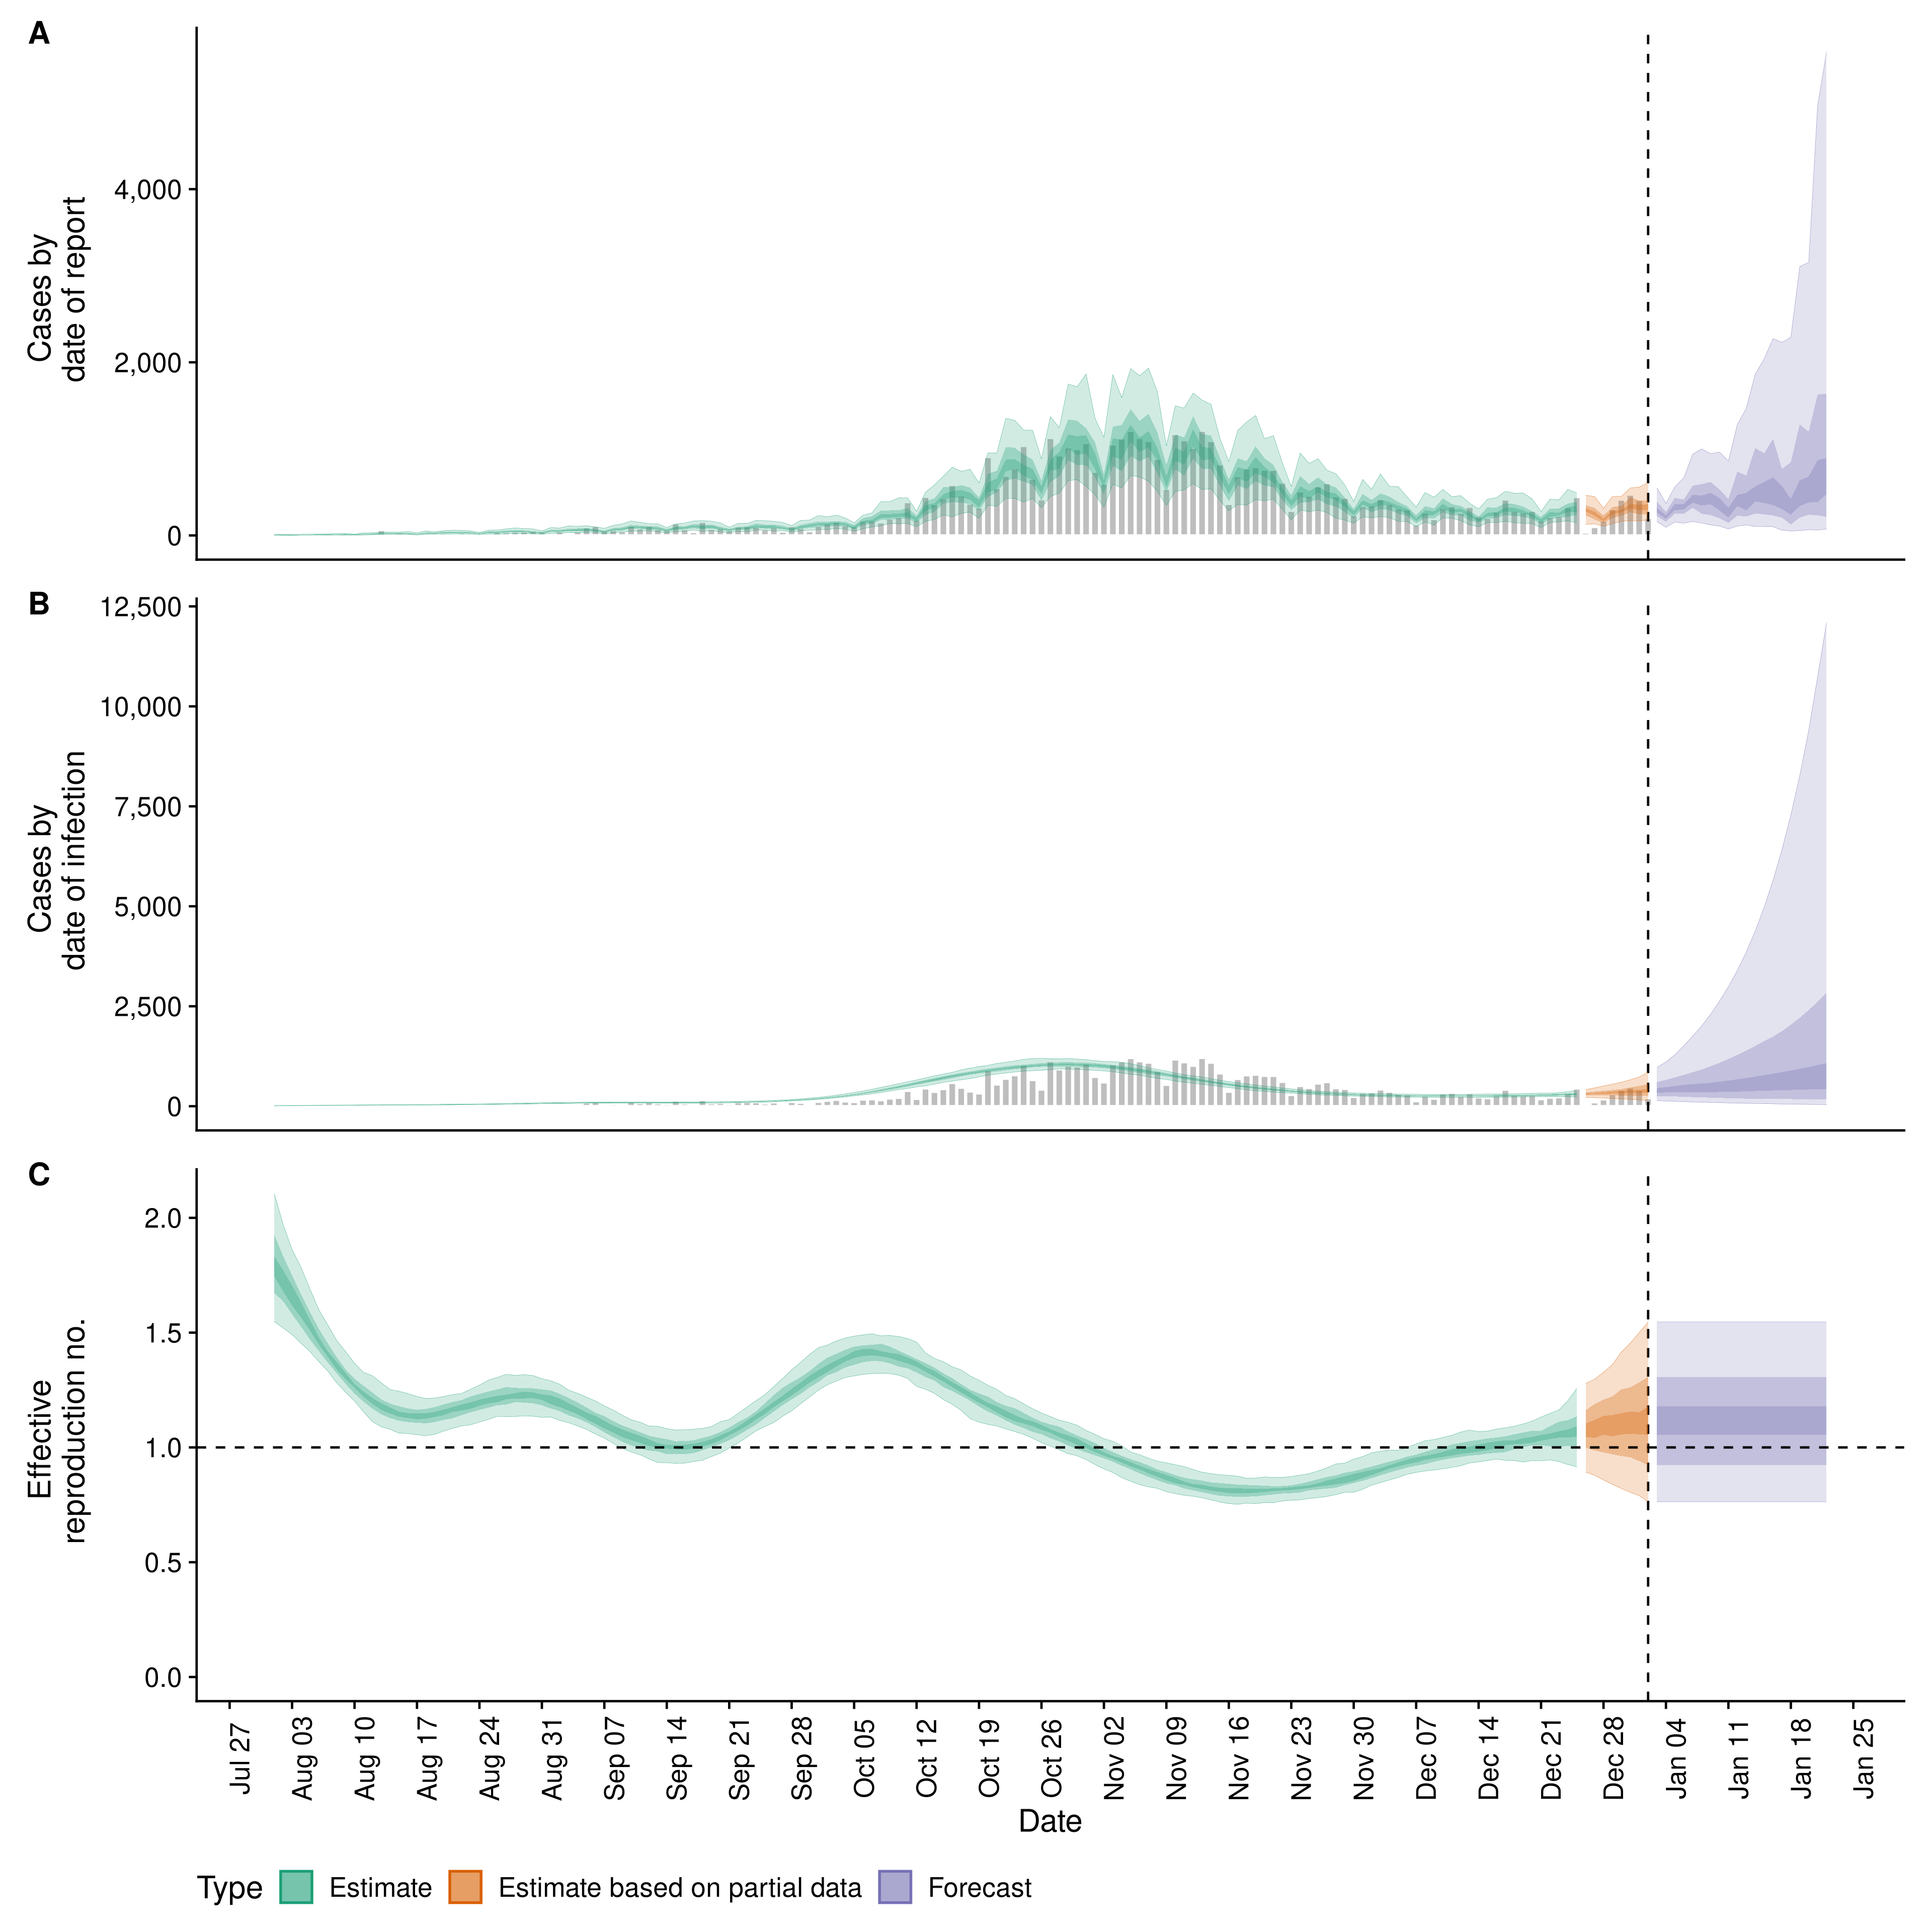 A
Cases by
date of report
4,000
2,000
0
B
Cases by
date of infection
12,500
10,000
7,500
5,000
2,500
0
C
Effective
reproduction no.
2.0
1.5
1.0
0.5
0.0
Jul 27
Aug 03
Aug 10
Aug 17
Aug 24
Aug 31
Sep 07
Sep 14
Sep 21
Sep 28
Oct 05
Oct 12
Oct 19
Oct 26
Nov 02
Nov 09
Nov 16
Nov 23
Nov 30
Dec 07
Dec 14
Dec 21
Dec 28
Jan 04
Jan 11
Jan 18
Jan 25
Date
Type Estimate Estimate based on partial data Forecast